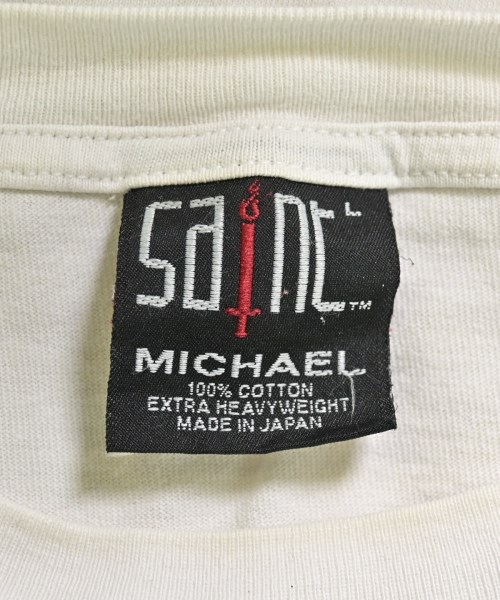 saint L
™
MICHAEL
100% COTTON
EXTRA HEAVYWEIGHT
MADE IN JAPAN